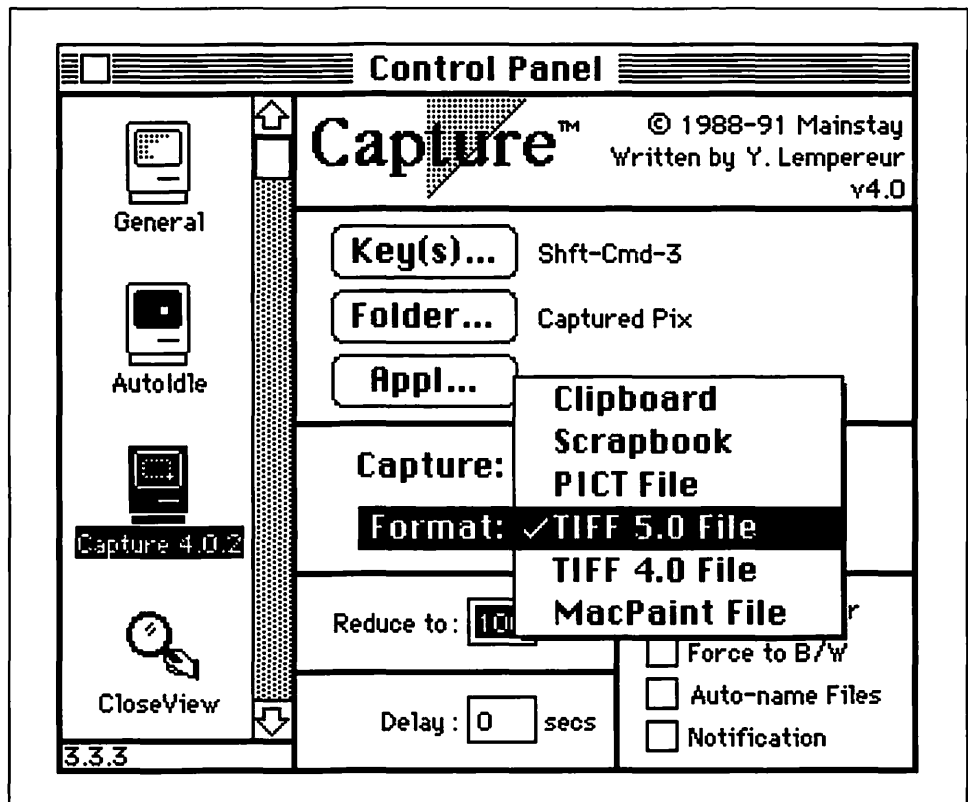 Control Panel
General
AutoIdle
Capture 4.0.2
CloseView
3.3.3
Capture™
© 1988-91 Mainstay
Written by Y. Lempereur
v4.0
Key(s)... Shft-Cmd-3
Folder... Captured Pix
Appl...
Capture:
Format:
Clipboard
Scrapbook
PICT File
✓TIFF 5.0 File
TIFF 4.0 File
MacPaint File
Reduce to:
Force to B/W
Auto-name Files
Notification
Delay: 0 secs